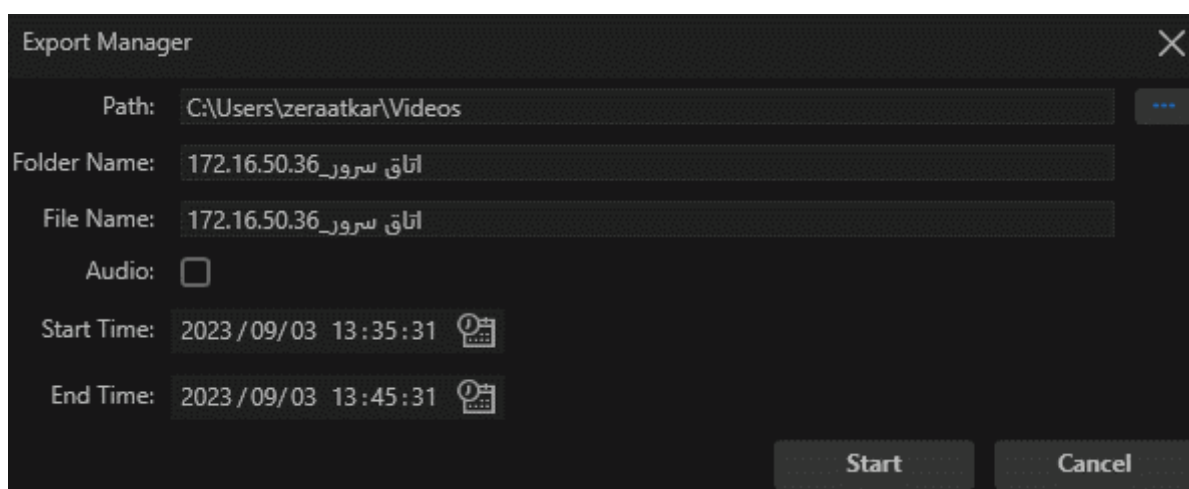 Export Manager
Path: C:\Users\zeraatkar\Videos
Folder Name: اتاق سرور_172.16.50.36
File Name: اتاق سرور_172.16.50.36
Audio:
Start Time: 2023/09/03 13:35:31
End Time: 2023/09/03 13:45:31
Start Cancel